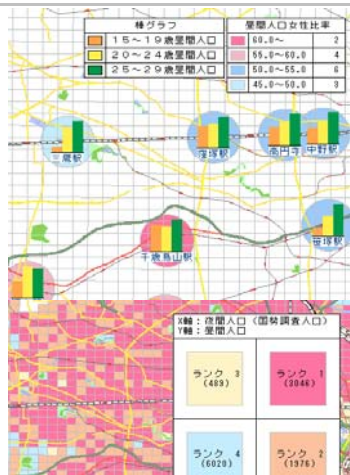 棒グラフ
15～19歳昼間人口
20～24歳昼間人口
25～29歳昼間人口
昼間人口女性比率
60.0～ 2
55.0～60.0 4
50.0～55.0 6
45.0～50.0 3
三鷹駅
荻窪駅
高円寺
中野駅
笹塚駅
千歳烏山駅
X軸：夜間人口（国勢調査人口）
Y軸：昼間人口
ランク 3
(489)
ランク 1
(2046)
ランク 4
(6020)
ランク 2
(1976)